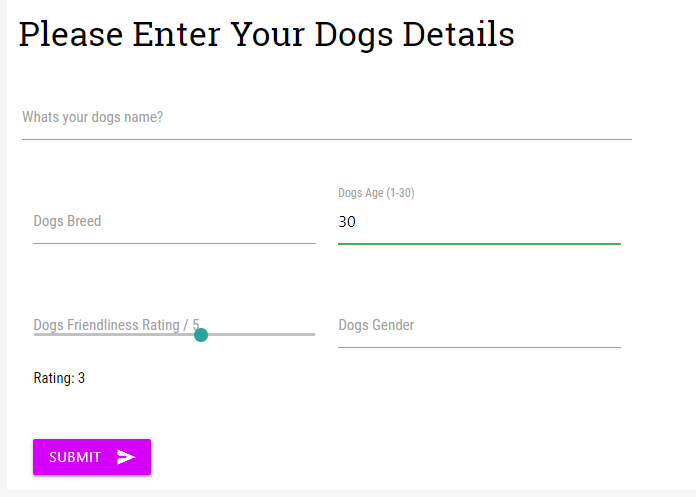 Please Enter Your Dogs Details
Whats your dogs name?
Dogs Breed
Dogs Age (1-30)
30
Dogs Friendliness Rating / 5
Dogs Gender
Rating: 3
SUBMIT